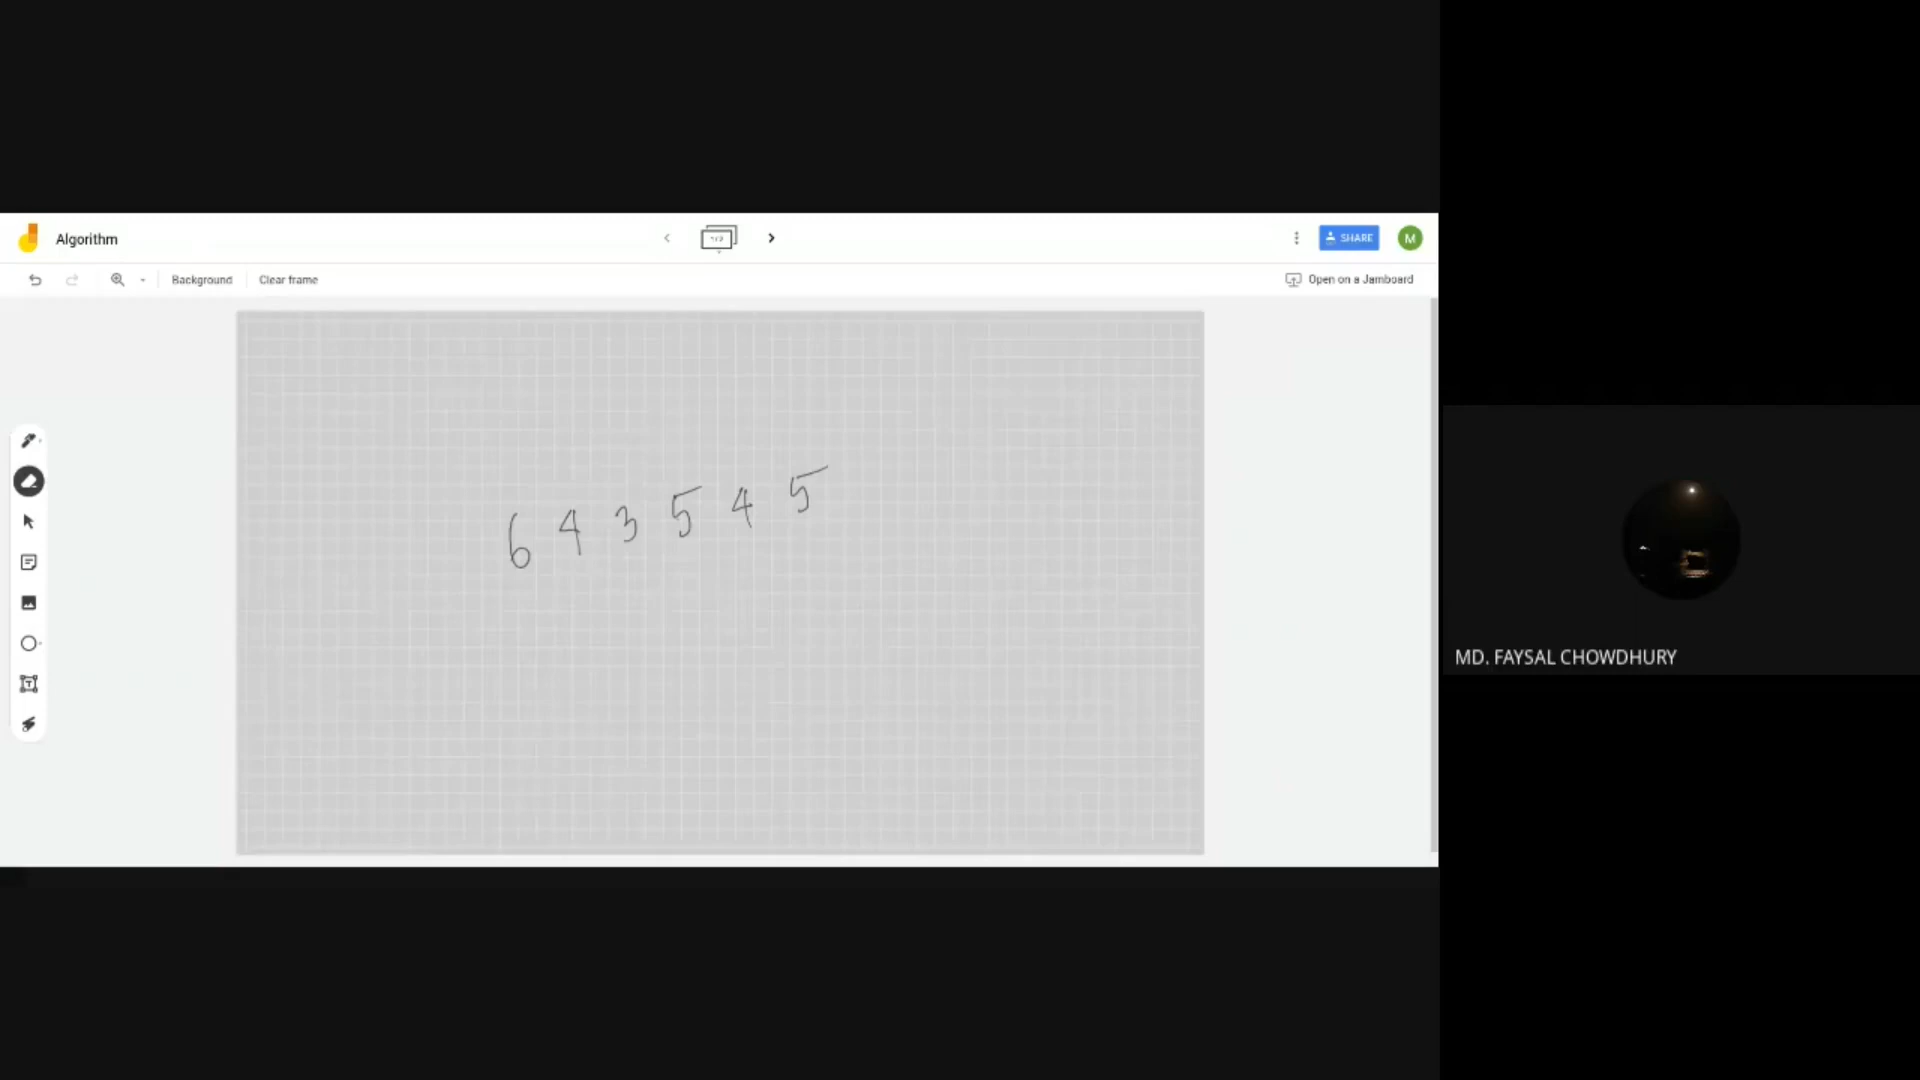 Algorithm
SHARE
M
Background
Clear frame
Open on a Jamboard
6 4 3 5 4 5
MD. FAYSAL CHOWDHURY